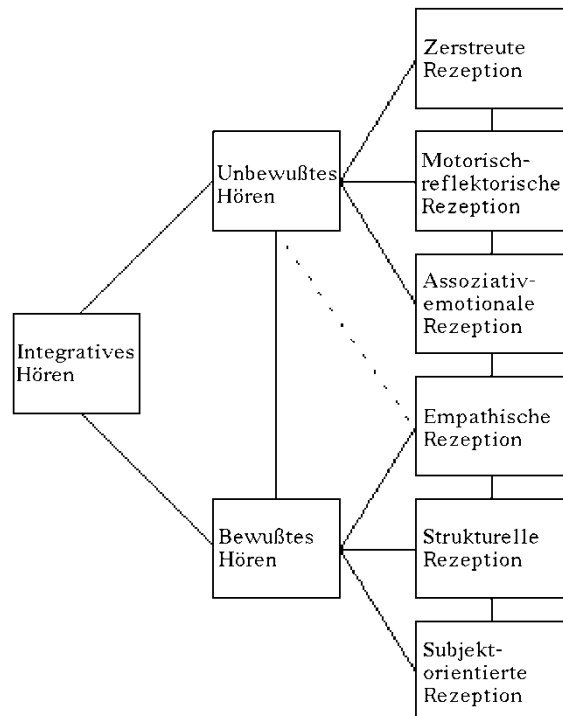 Zerstreute
Rezeption
Unbewußtes
Hören
Motorisch-
reflektorische
Rezeption
Assoziativ-
emotionale
Rezeption
Integratives
Hören
Empathische
Rezeption
Bewußtes
Hören
Strukturelle
Rezeption
Subjekt-
orientierte
Rezeption